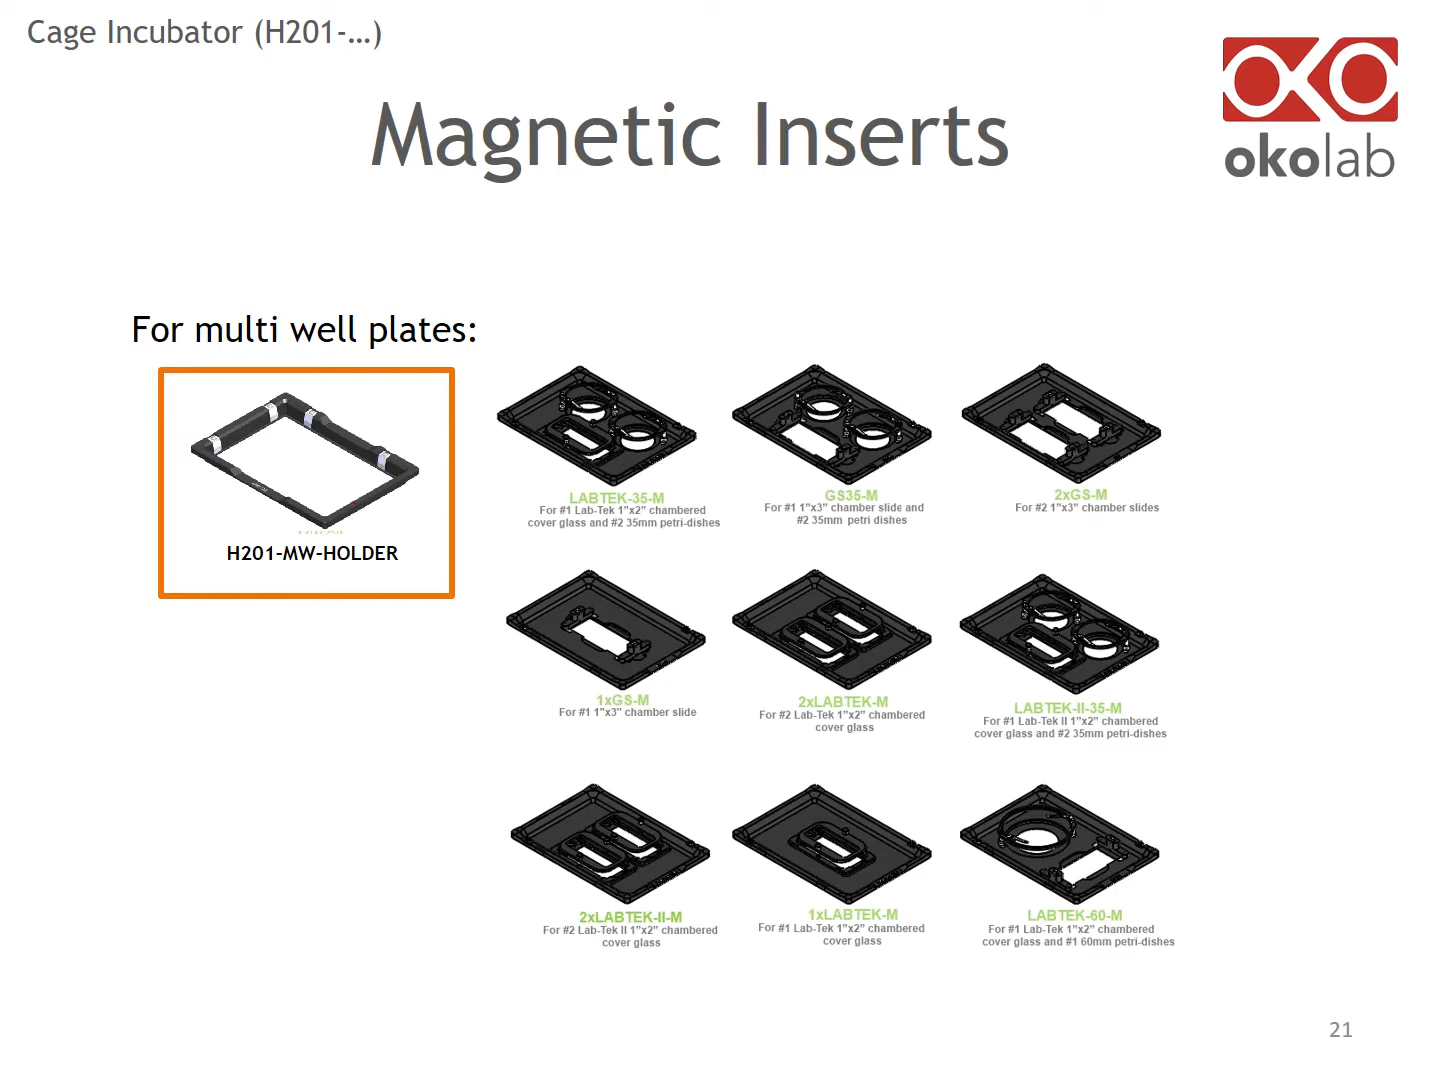 Cage Incubator (H201-…)
okolab
Magnetic Inserts
For multi well plates:
H201-MW-HOLDER
LABTEK-35-M
For #1 Lab-Tek 1"x2" chambered
cover glass and #2 35mm petri-dishes
GS35-M
For #1 1"x3" chamber slide and
#2 35mm petri dishes
2xGS-M
For #2 1"x3" chamber slides
1xGS-M
For #1 1"x3" chamber slide
2xLABTEK-M
For #2 Lab-Tek 1"x2" chambered
cover glass
LABTEK-II-35-M
For #1 Lab-Tek II 1"x2" chambered
cover glass and #2 35mm petri-dishes
2xLABTEK-II-M
For #2 Lab-Tek II 1"x2" chambered
cover glass
1xLABTEK-M
For #1 Lab-Tek 1"x2" chambered
cover glass
LABTEK-60-M
For #1 Lab-Tek 1"x2" chambered
cover glass and #1 60mm petri-dishes
21